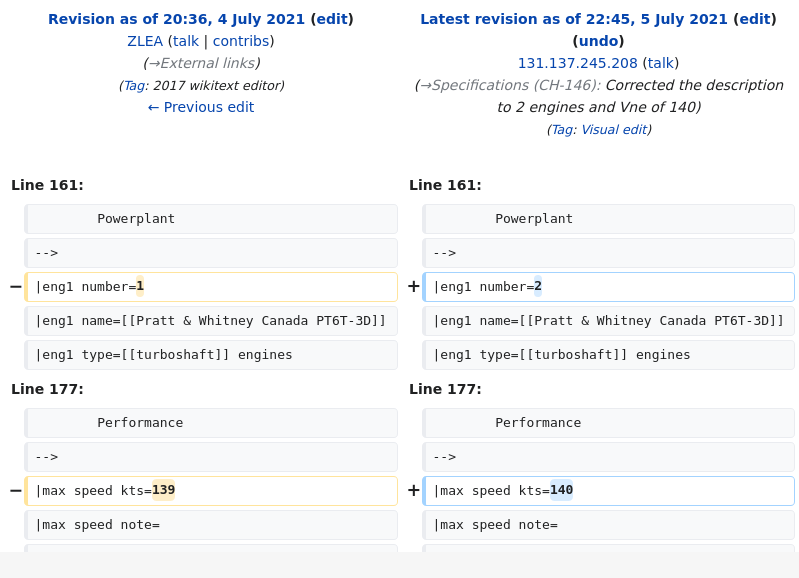 Revision as of 20:36, 4 July 2021 (edit)
ZLEA (talk | contribs)
(→External links)
(Tag: 2017 wikitext editor)
← Previous edit
Latest revision as of 22:45, 5 July 2021 (edit)
(undo)
131.137.245.208 (talk)
(→Specifications (CH-146): Corrected the description
to 2 engines and Vne of 140)
(Tag: Visual edit)
Line 161:
Line 161:
Powerplant
Powerplant
-->
-->
− |eng1 number=1
+ |eng1 number=2
|eng1 name=[[Pratt & Whitney Canada PT6T-3D]]
|eng1 name=[[Pratt & Whitney Canada PT6T-3D]]
|eng1 type=[[turboshaft]] engines
|eng1 type=[[turboshaft]] engines
Line 177:
Line 177:
Performance
Performance
-->
-->
− |max speed kts=139
+ |max speed kts=140
|max speed note=
|max speed note=